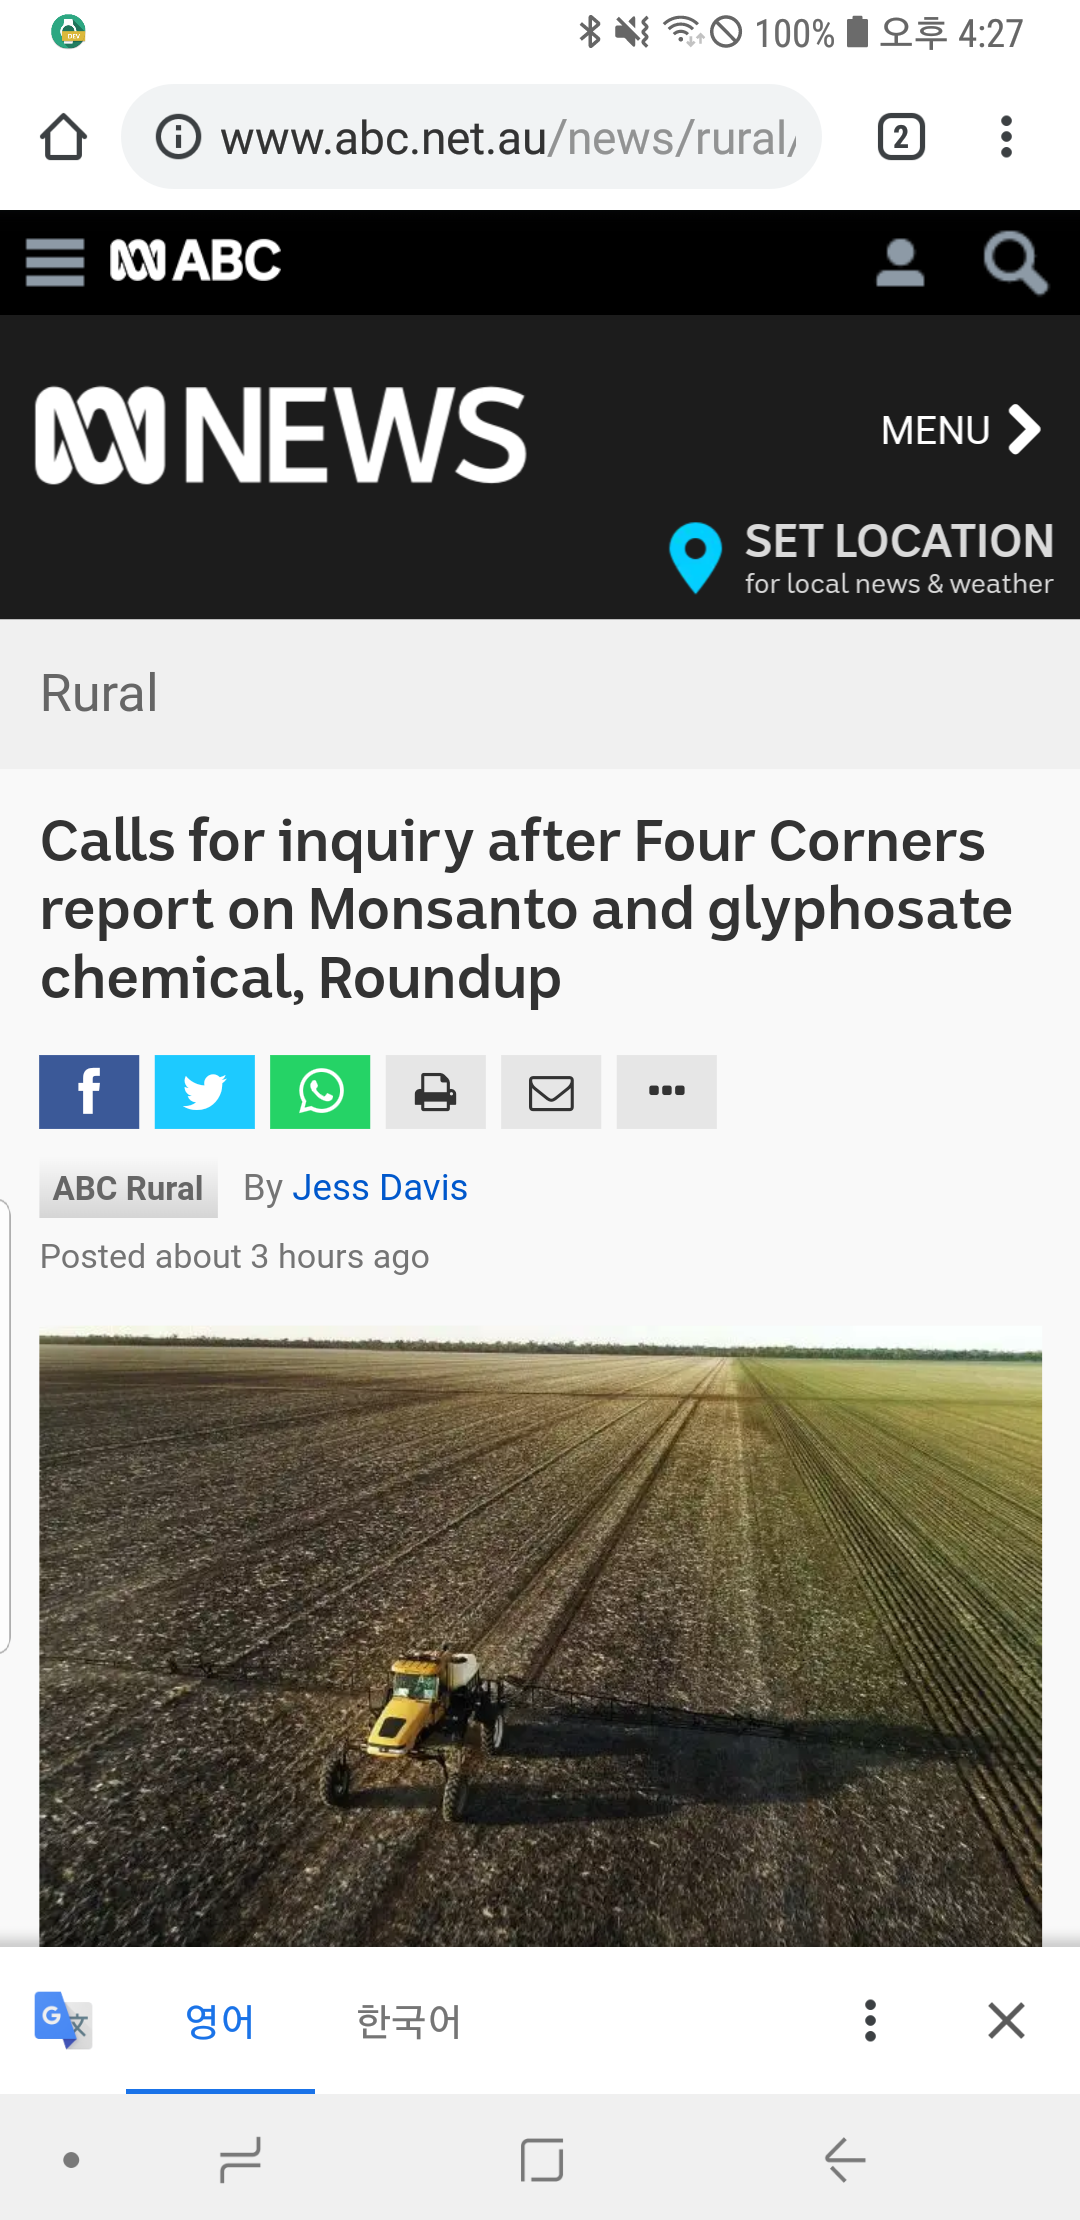 DEV
100% 오후 4:27
www.abc.net.au/news/rural/
2
ABC
NEWS
MENU
SET LOCATION
for local news & weather
Rural
Calls for inquiry after Four Corners
report on Monsanto and glyphosate
chemical, Roundup
ABC Rural By Jess Davis
Posted about 3 hours ago
G 文 영어 한국어